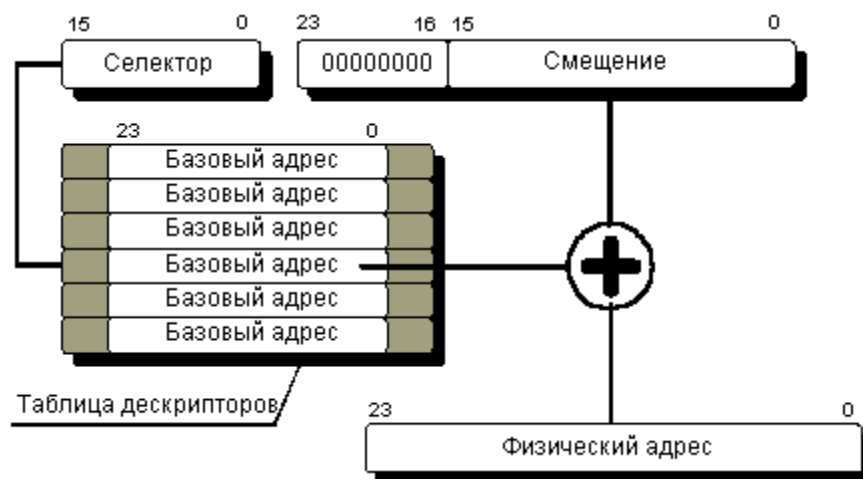 15 0 23 16 15 0
Селектор 00000000 Смещение
23 0
Базовый адрес
Базовый адрес
Базовый адрес
Базовый адрес
Базовый адрес
Базовый адрес
Таблица дескрипторов
23 0
Физический адрес